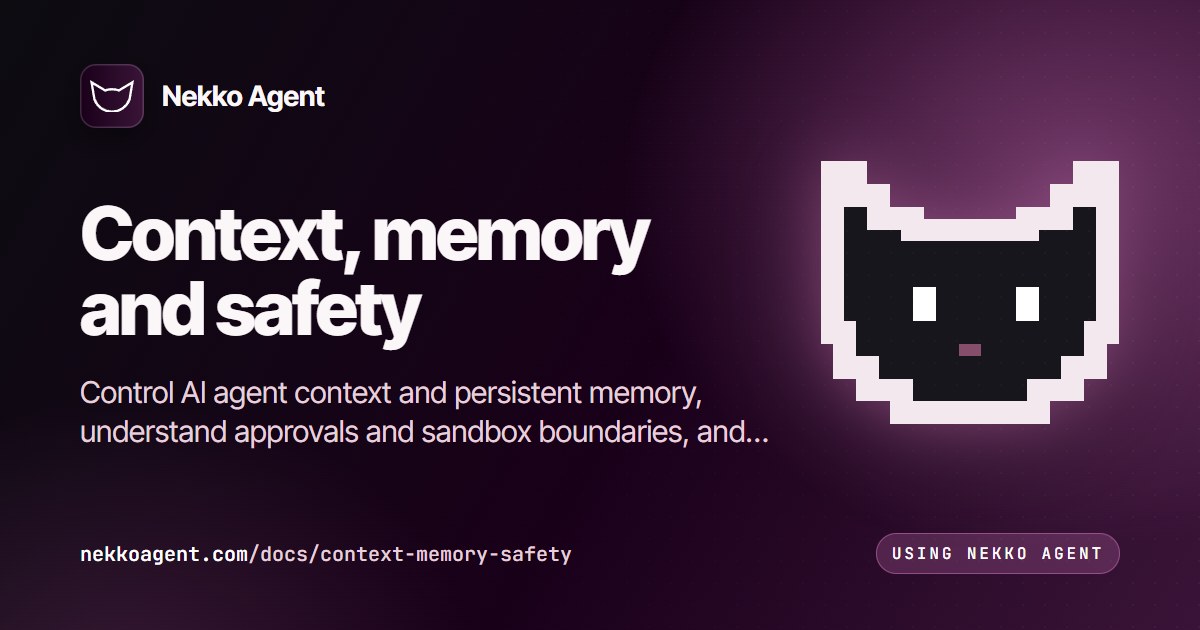 Nekko Agent
Context, memory
and safety
Control AI agent context and persistent memory,
understand approvals and sandbox boundaries, and…
nekkoagent.com/docs/context-memory-safety
USING NEKKO AGENT